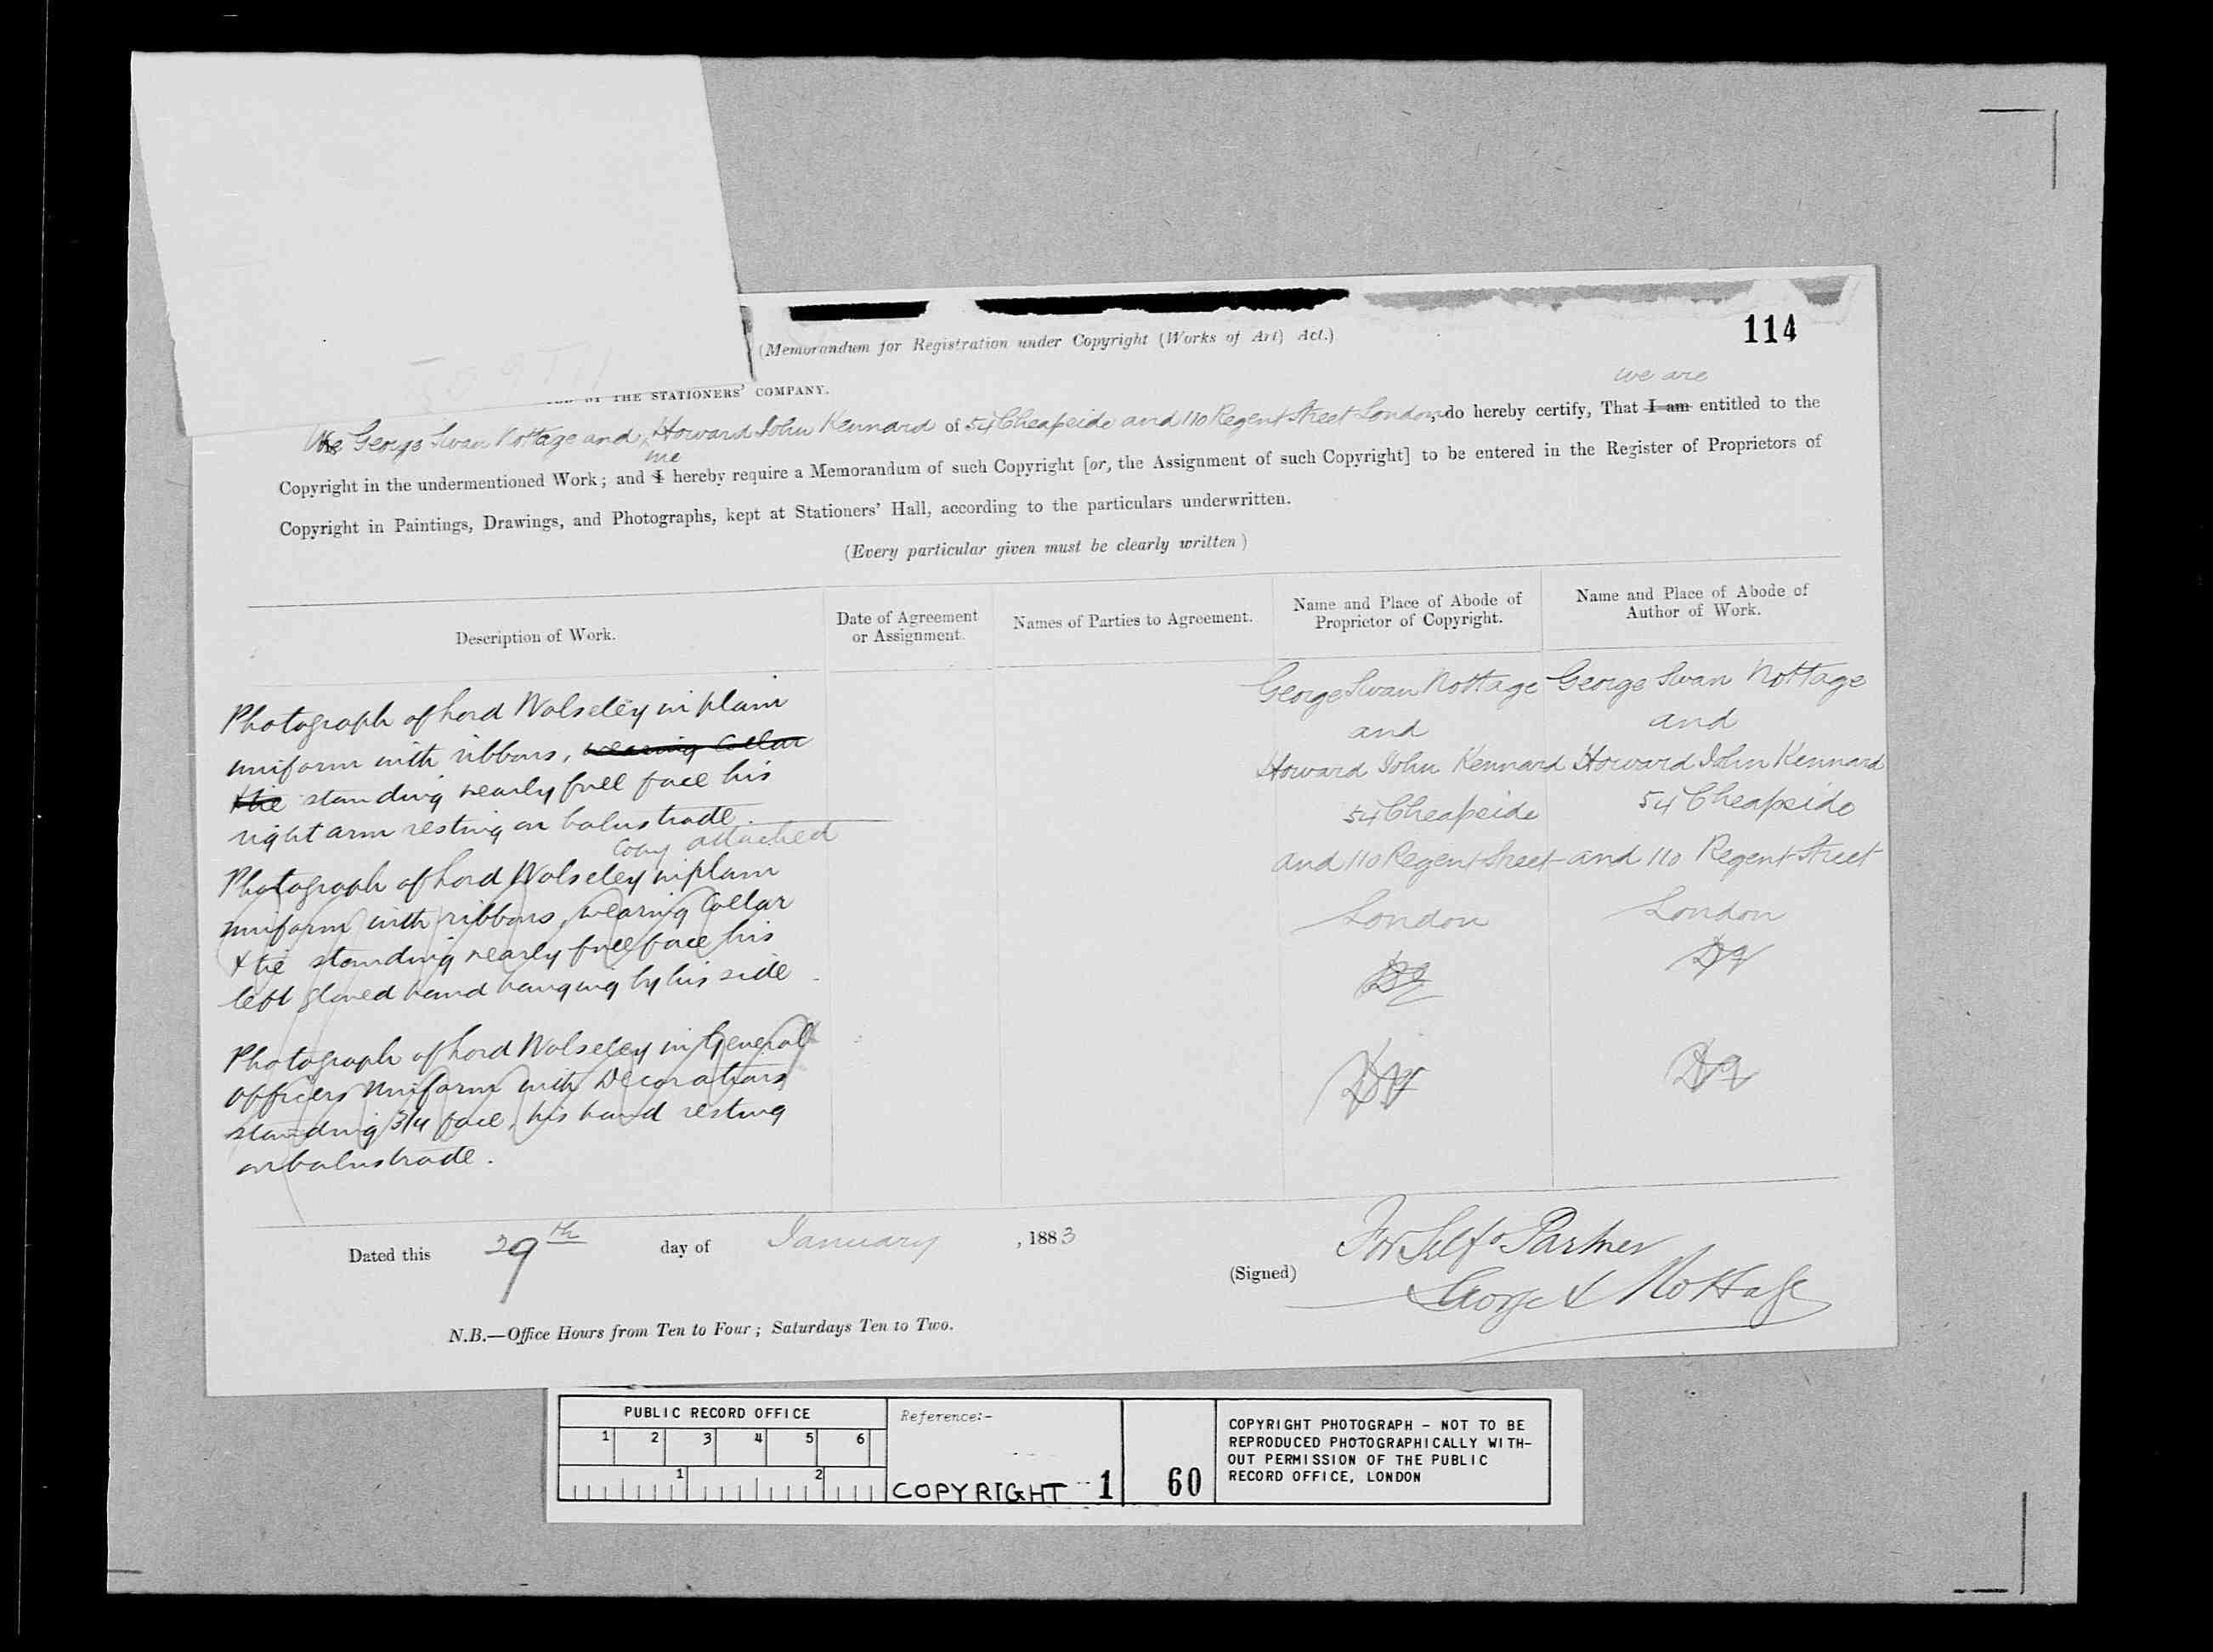 114
(Memorandum for Registration under Copyright (Works of Art) Act.)
THE STATIONERS' COMPANY.
we are
We George Swan Nottage and Howard John Kennard of 54 Cheapside and 110 Regent Street London, do hereby certify, That I am entitled to the
we
Copyright in the undermentioned Work; and I hereby require a Memorandum of such Copyright [or, the Assignment of such Copyright] to be entered in the Register of Proprietors of
Copyright in Paintings, Drawings, and Photographs, kept at Stationers' Hall, according to the particulars underwritten.
(Every particular given must be clearly written)
Description of Work.
Date of Agreement
or Assignment.
Names of Parties to Agreement.
Name and Place of Abode of
Proprietor of Copyright.
Name and Place of Abode of
Author of Work.
Photograph of Lord Wolseley in plain
uniform with ribbons, wearing Collar
& tie standing nearly full face his
right arm resting on balustrade.
Copy attached
Photograph of Lord Wolseley in plain
uniform with ribbons, wearing Collar
& tie standing nearly full face his
left gloved hand hanging by his side
Photograph of Lord Wolseley in General
officers Uniform with Decorations
standing 3/4 face, his hand resting
on balustrade.
George Swan Nottage
and
Howard John Kennard
54 Cheapside
and 110 Regent Street
London
Do
Do
George Swan Nottage
and
Howard John Kennard
54 Cheapside
and 110 Regent Street
London
Do
Do
Dated this 29th day of January, 1883
(Signed) For Self & Partner
George S Nottage
N.B.—Office Hours from Ten to Four; Saturdays Ten to Two.
PUBLIC RECORD OFFICE
1 2 3 4 5 6
1 2
Reference:-
COPYRIGHT 1
60
COPYRIGHT PHOTOGRAPH - NOT TO BE
REPRODUCED PHOTOGRAPHICALLY WITH-
OUT PERMISSION OF THE PUBLIC
RECORD OFFICE, LONDON